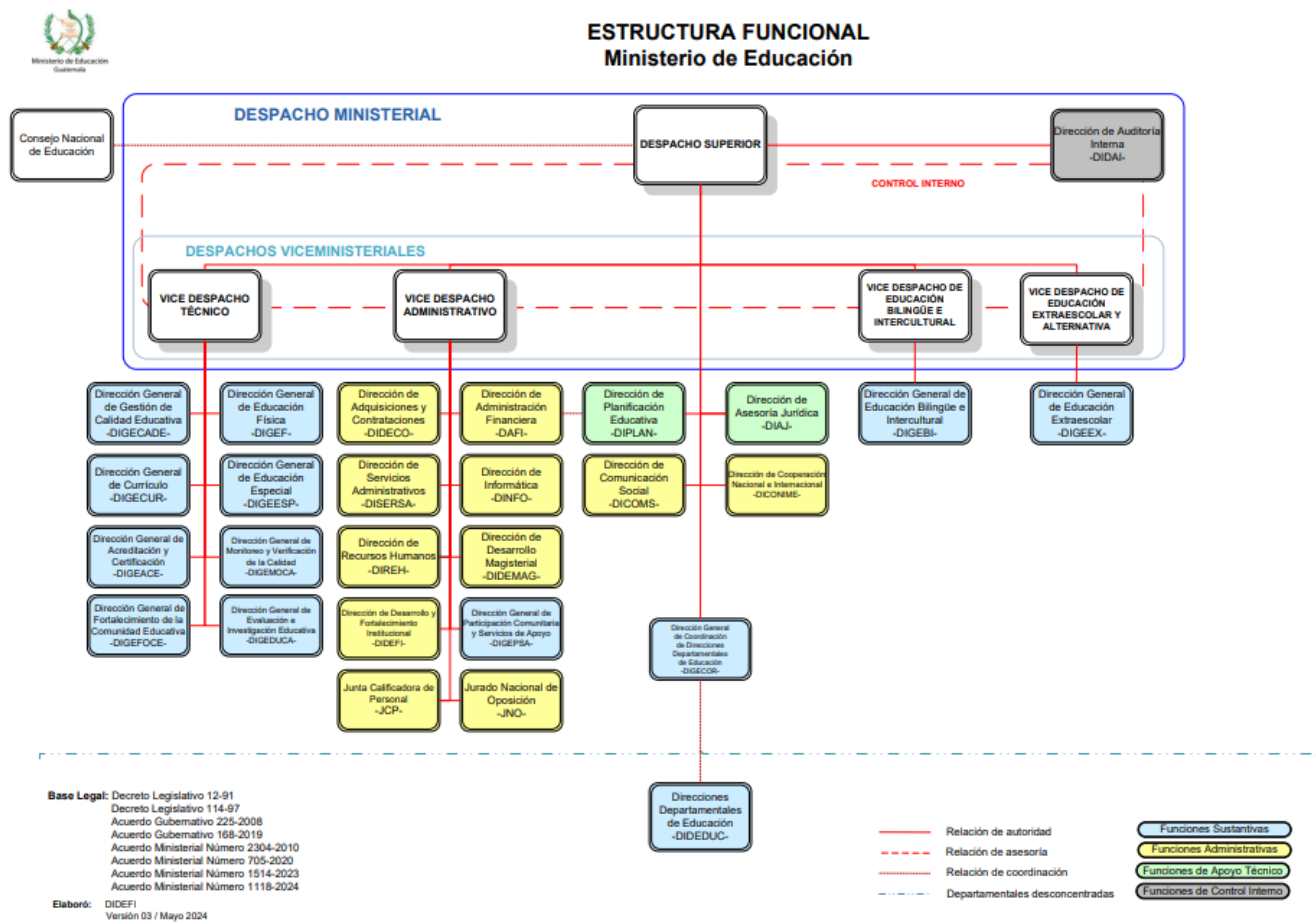 Ministerio de Educación
Guatemala
ESTRUCTURA FUNCIONAL
Ministerio de Educación
DESPACHO MINISTERIAL
Consejo Nacional
de Educación
DESPACHO SUPERIOR
Dirección de Auditoría
Interna
-DIDAI-
CONTROL INTERNO
DESPACHOS VICEMINISTERIALES
VICE DESPACHO
TÉCNICO
VICE DESPACHO
ADMINISTRATIVO
VICE DESPACHO DE
EDUCACIÓN
BILINGÜE E
INTERCULTURAL
VICE DESPACHO DE
EDUCACIÓN
EXTRAESCOLAR Y
ALTERNATIVA
Dirección General
de Gestión de
Calidad Educativa
-DIGECADE-
Dirección General
de Educación
Física
-DIGEF-
Dirección de
Adquisiciones y
Contrataciones
-DIDECO-
Dirección de
Administración
Financiera
-DAFI-
Dirección de
Planificación
Educativa
-DIPLAN-
Dirección de
Asesoría Jurídica
-DIAJ-
Dirección General de
Educación Bilingüe e
Intercultural
-DIGEBI-
Dirección General
de Educación
Extraescolar
-DIGEEX-
Dirección General
de Currículo
-DIGECUR-
Dirección General
de Educación
Especial
-DIGEESP-
Dirección de
Servicios
Administrativos
-DISERSA-
Dirección de
Informática
-DINFO-
Dirección de
Comunicación
Social
-DICOMS-
Dirección de Cooperación
Nacional e Internacional
-DICONIME-
Dirección General de
Acreditación y
Certificación
-DIGEACE-
Dirección General de
Monitoreo y Verificación
de la Calidad
-DIGEMOCA-
Dirección de
Recursos Humanos
-DIREH-
Dirección de
Desarrollo
Magisterial
-DIDEMAG-
Dirección General de
Fortalecimiento de la
Comunidad Educativa
-DIGEFOCE-
Dirección General de
Evaluación e
Investigación Educativa
-DIGEDUCA-
Dirección de Desarrollo y
Fortalecimiento
Institucional
-DIDEFI-
Dirección General de
Participación Comunitaria
y Servicios de Apoyo
-DIGEPSA-
Dirección General
de Coordinación
de Direcciones
Departamentales
de Educación
-DIGECOR-
Junta Calificadora de
Personal
-JCP-
Jurado Nacional de
Oposición
-JNO-
Direcciones
Departamentales
de Educación
-DIDEDUC-
Base Legal: Decreto Legislativo 12-91
Decreto Legislativo 114-97
Acuerdo Gubernativo 225-2008
Acuerdo Gubernativo 168-2019
Acuerdo Ministerial Número 2304-2010
Acuerdo Ministerial Número 705-2020
Acuerdo Ministerial Número 1514-2023
Acuerdo Ministerial Número 1118-2024
Elaboró: DIDEFI
Versión 03 / Mayo 2024
Relación de autoridad
Relación de asesoría
Relación de coordinación
Departamentales desconcentradas
Funciones Sustantivas
Funciones Administrativas
Funciones de Apoyo Técnico
Funciones de Control Interno